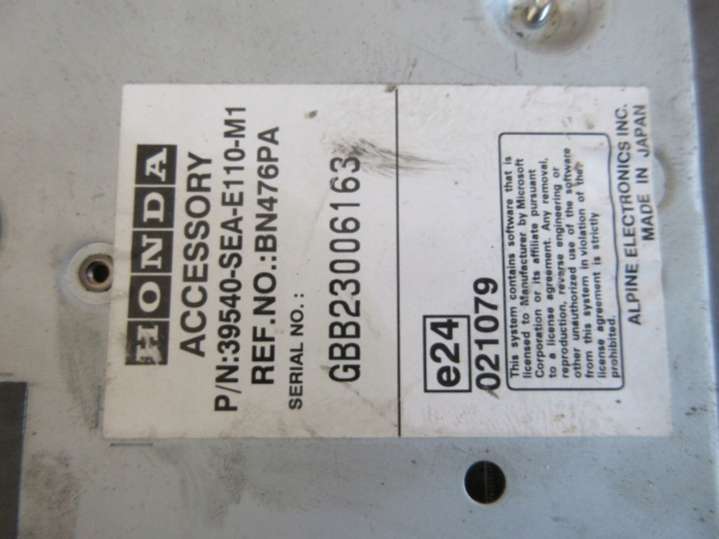 HONDA
ACCESSORY
P/N:39540-SEA-E110-M1
REF.NO.:BN476PA
SERIAL NO.:
GBB23006163
e24
021079
This system contains software that is
licensed to Manufacturer by Microsoft
Corporation or its affiliate pursuant
to a license agreement. Any removal,
reproduction, reverse engineering or
other unauthorized use of the software
from this system in violation of the
license agreement is strictly
prohibited.
ALPINE ELECTRONICS INC.
MADE IN JAPAN